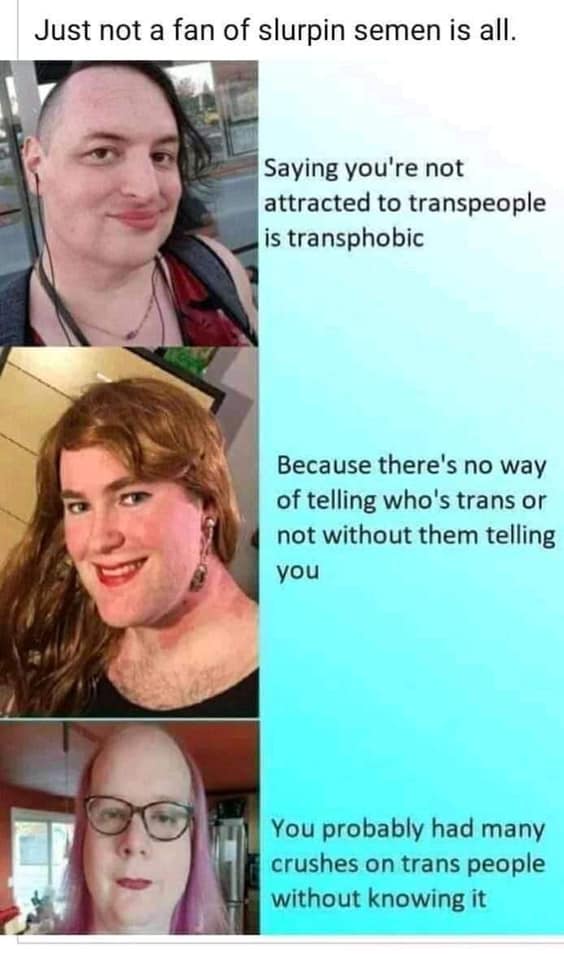 Just not a fan of slurpin semen is all.
Saying you're not
attracted to transpeople
is transphobic
Because there's no way
of telling who's trans or
not without them telling
you
You probably had many
crushes on trans people
without knowing it